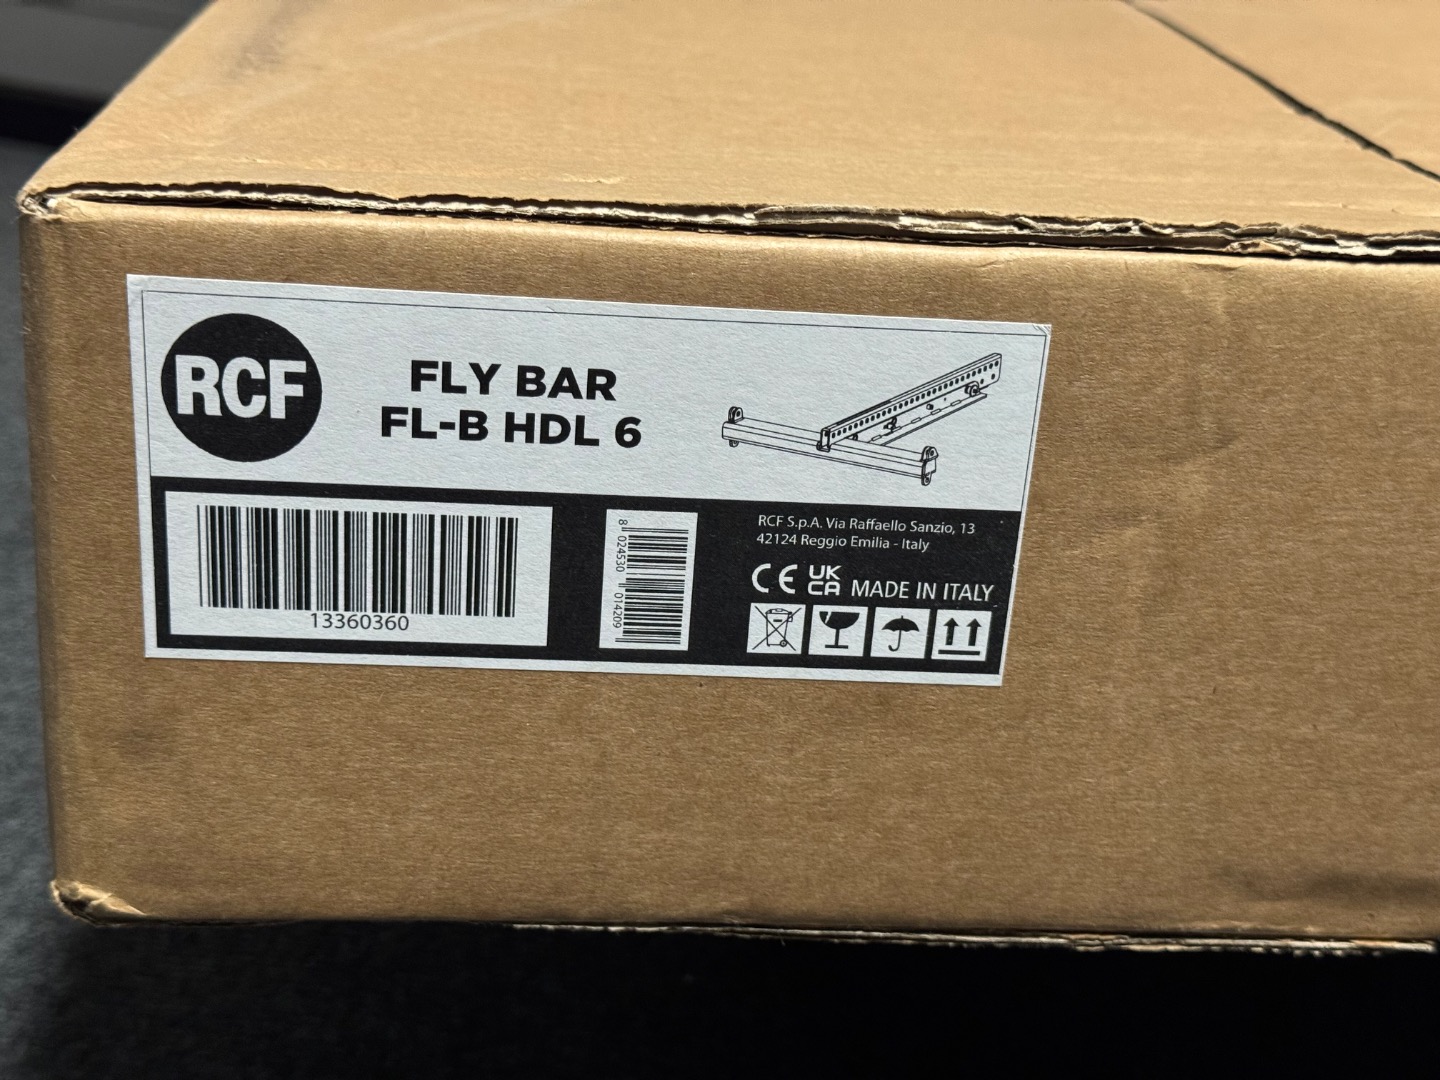 RCF
FLY BAR
FL-B HDL 6
13360360
8 024530 014209
RCF S.p.A. Via Raffaello Sanzio, 13
42124 Reggio Emilia - Italy
CE UK CA MADE IN ITALY